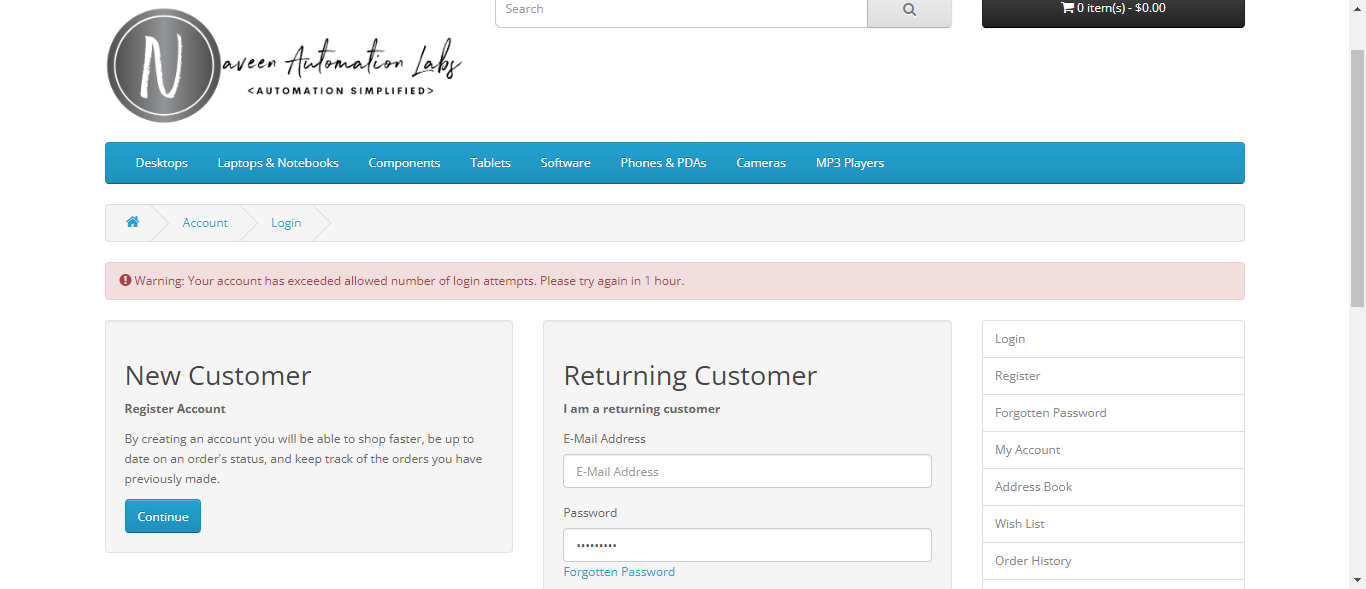 Search
0 item(s) - $0.00
Naveen Automation Labs
<AUTOMATION SIMPLIFIED>
Desktops Laptops & Notebooks Components Tablets Software Phones & PDAs Cameras MP3 Players
Account Login
Warning: Your account has exceeded allowed number of login attempts. Please try again in 1 hour.
New Customer
Register Account
By creating an account you will be able to shop faster, be up to
date on an order's status, and keep track of the orders you have
previously made.
Continue
Returning Customer
I am a returning customer
E-Mail Address
E-Mail Address
Password
•••••••••
Forgotten Password
Login
Register
Forgotten Password
My Account
Address Book
Wish List
Order History